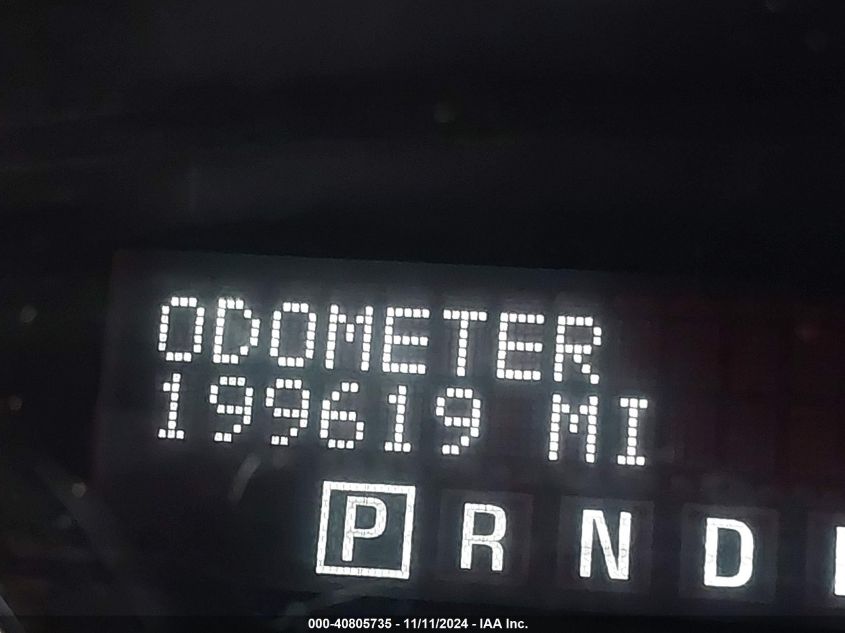 ODOMETER
199619 MI
P R N D
000-40805735 - 11/11/2024 - IAA Inc.